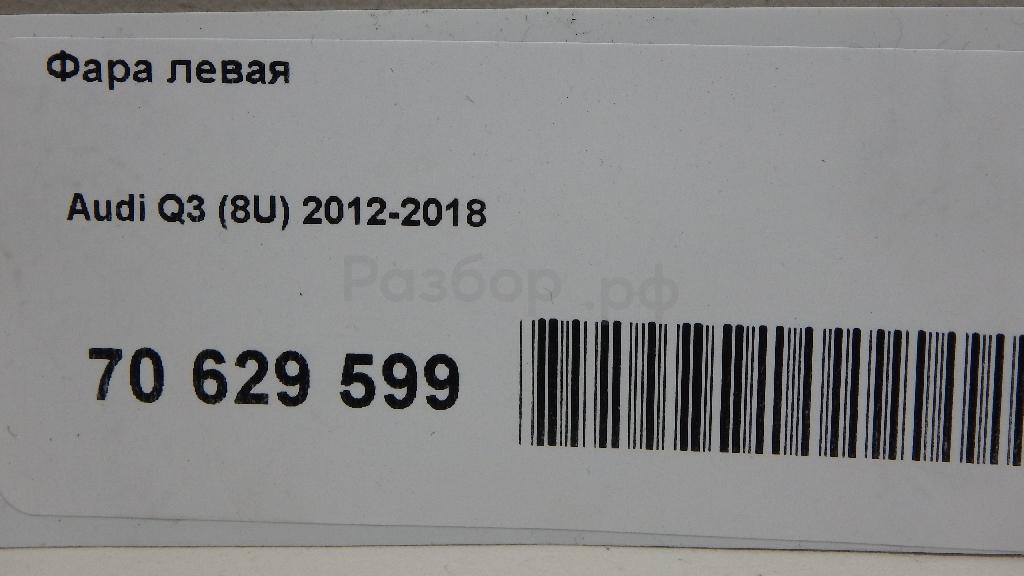 Фара левая
Audi Q3 (8U) 2012-2018
Разбор.рф
70 629 599